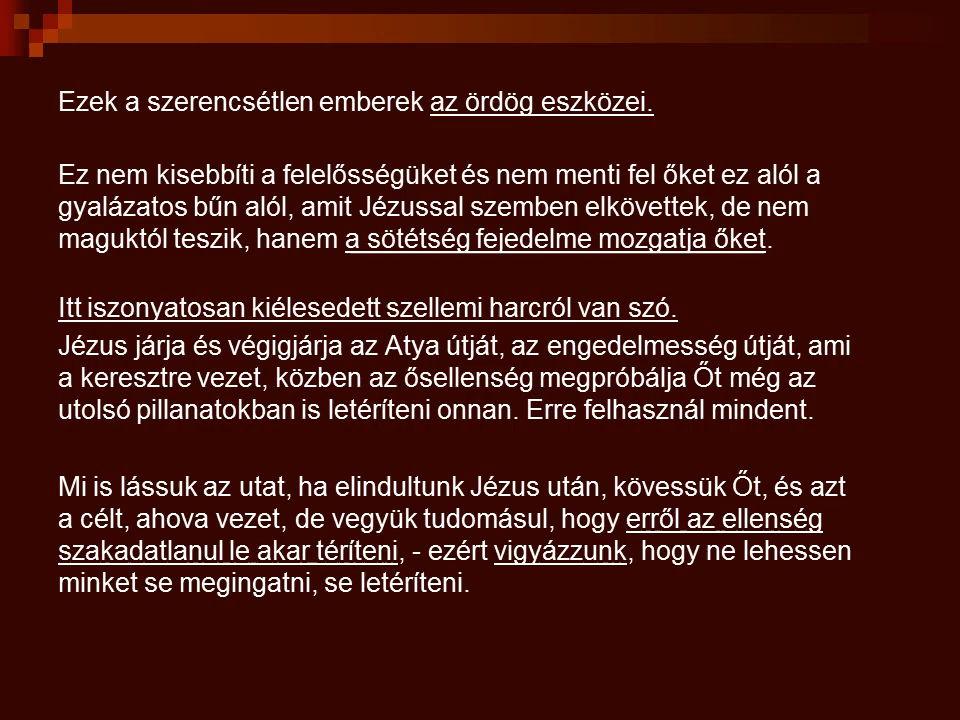 Ezek a szerencsétlen emberek az ördög eszközei.
Ez nem kisebbíti a felelősségüket és nem menti fel őket ez alól a
gyalázatos bűn alól, amit Jézussal szemben elkövettek, de nem
maguktól teszik, hanem a sötétség fejedelme mozgatja őket.
Itt iszonyatosan kiélesedett szellemi harcról van szó.
Jézus járja és végigjárja az Atya útját, az engedelmesség útját, ami
a keresztre vezet, közben az ősellenség megpróbálja Őt még az
utolsó pillanatokban is letéríteni onnan. Erre felhasznál mindent.
Mi is lássuk az utat, ha elindultunk Jézus után, kövessük Őt, és azt
a célt, ahova vezet, de vegyük tudomásul, hogy erről az ellenség
szakadatlanul le akar téríteni, - ezért vigyázzunk, hogy ne lehessen
minket se megingatni, se letéríteni.